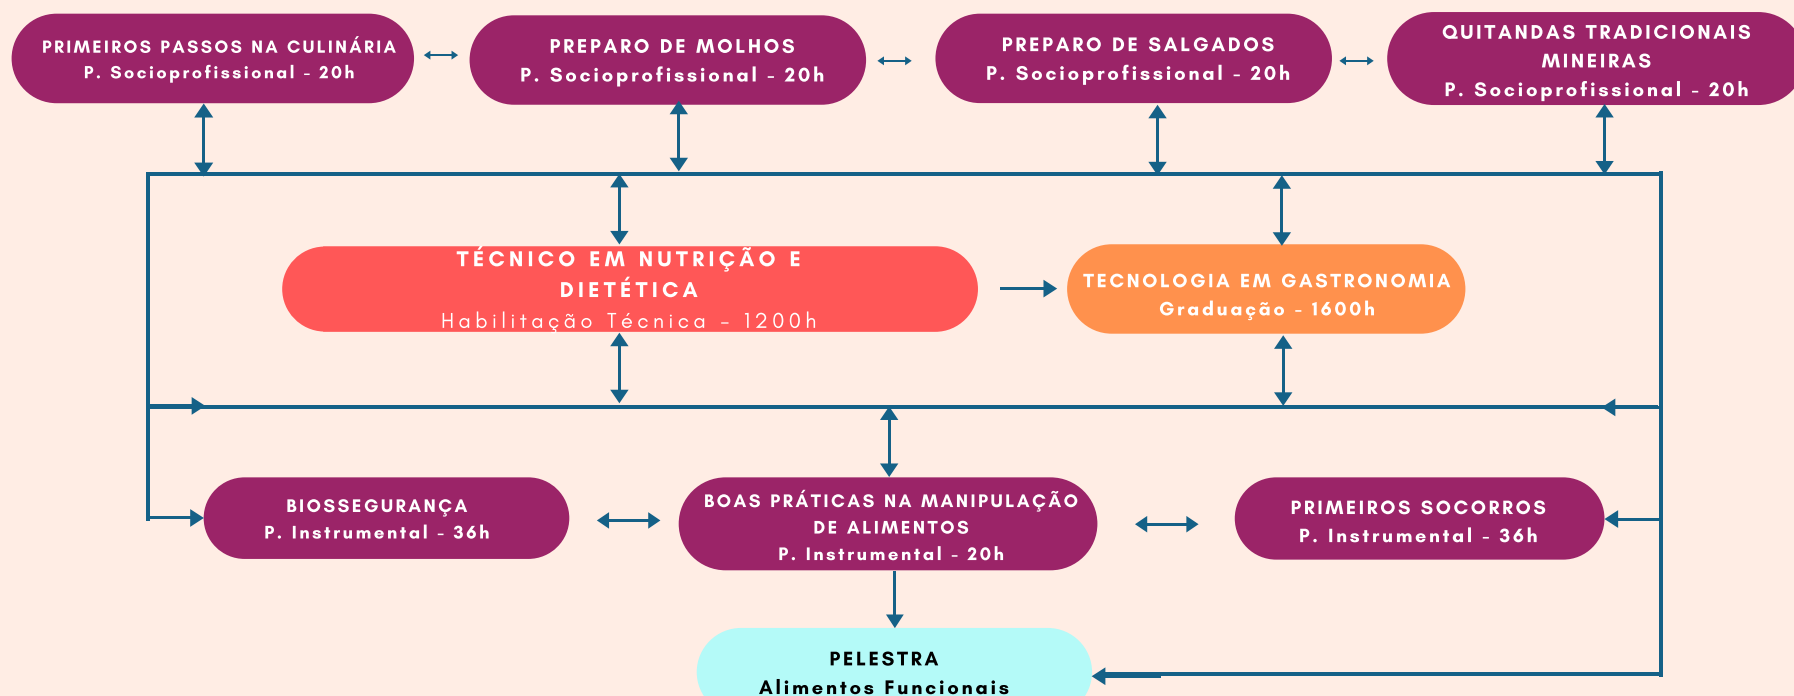 PRIMEIROS PASSOS NA CULINÁRIA
P. Socioprofissional - 20h
PREPARO DE MOLHOS
P. Socioprofissional - 20h
PREPARO DE SALGADOS
P. Socioprofissional - 20h
QUITANDAS TRADICIONAIS
MINEIRAS
P. Socioprofissional - 20h
TÉCNICO EM NUTRIÇÃO E
DIETÉTICA
Habilitação Técnica - 1200h
TECNOLOGIA EM GASTRONOMIA
Graduação - 1600h
BIOSSEGURANÇA
P. Instrumental - 36h
BOAS PRÁTICAS NA MANIPULAÇÃO
DE ALIMENTOS
P. Instrumental - 20h
PRIMEIROS SOCORROS
P. Instrumental - 36h
PELESTRA
Alimentos Funcionais